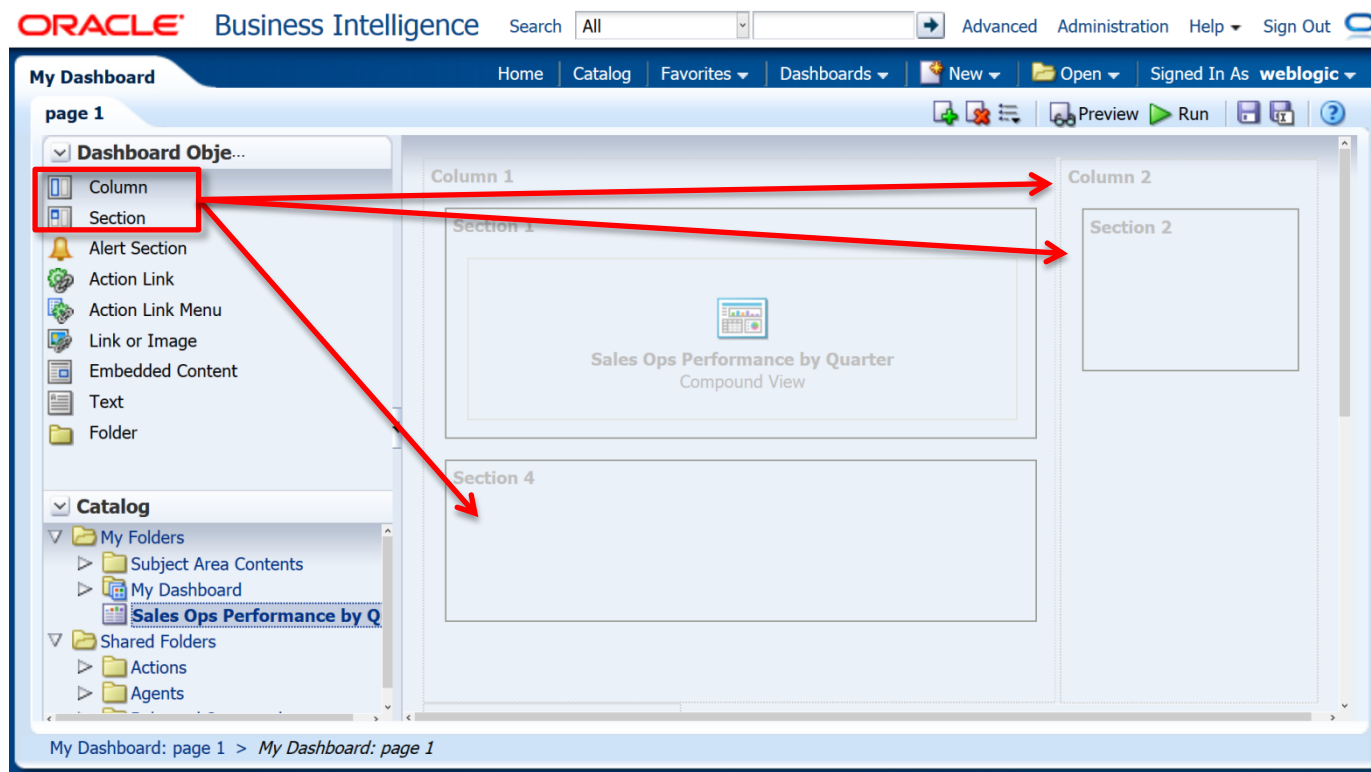 ORACLE Business Intelligence Search All Advanced Administration Help Sign Out
My Dashboard Home Catalog Favorites Dashboards New Open Signed In As weblogic
page 1 Preview Run
Dashboard Obje...
Column
Section
Alert Section
Action Link
Action Link Menu
Link or Image
Embedded Content
Text
Folder
Catalog
My Folders
Subject Area Contents
My Dashboard
Sales Ops Performance by Q
Shared Folders
Actions
Agents
Column 1
Section 1
Sales Ops Performance by Quarter
Compound View
Section 4
Column 2
Section 2
My Dashboard: page 1 > My Dashboard: page 1